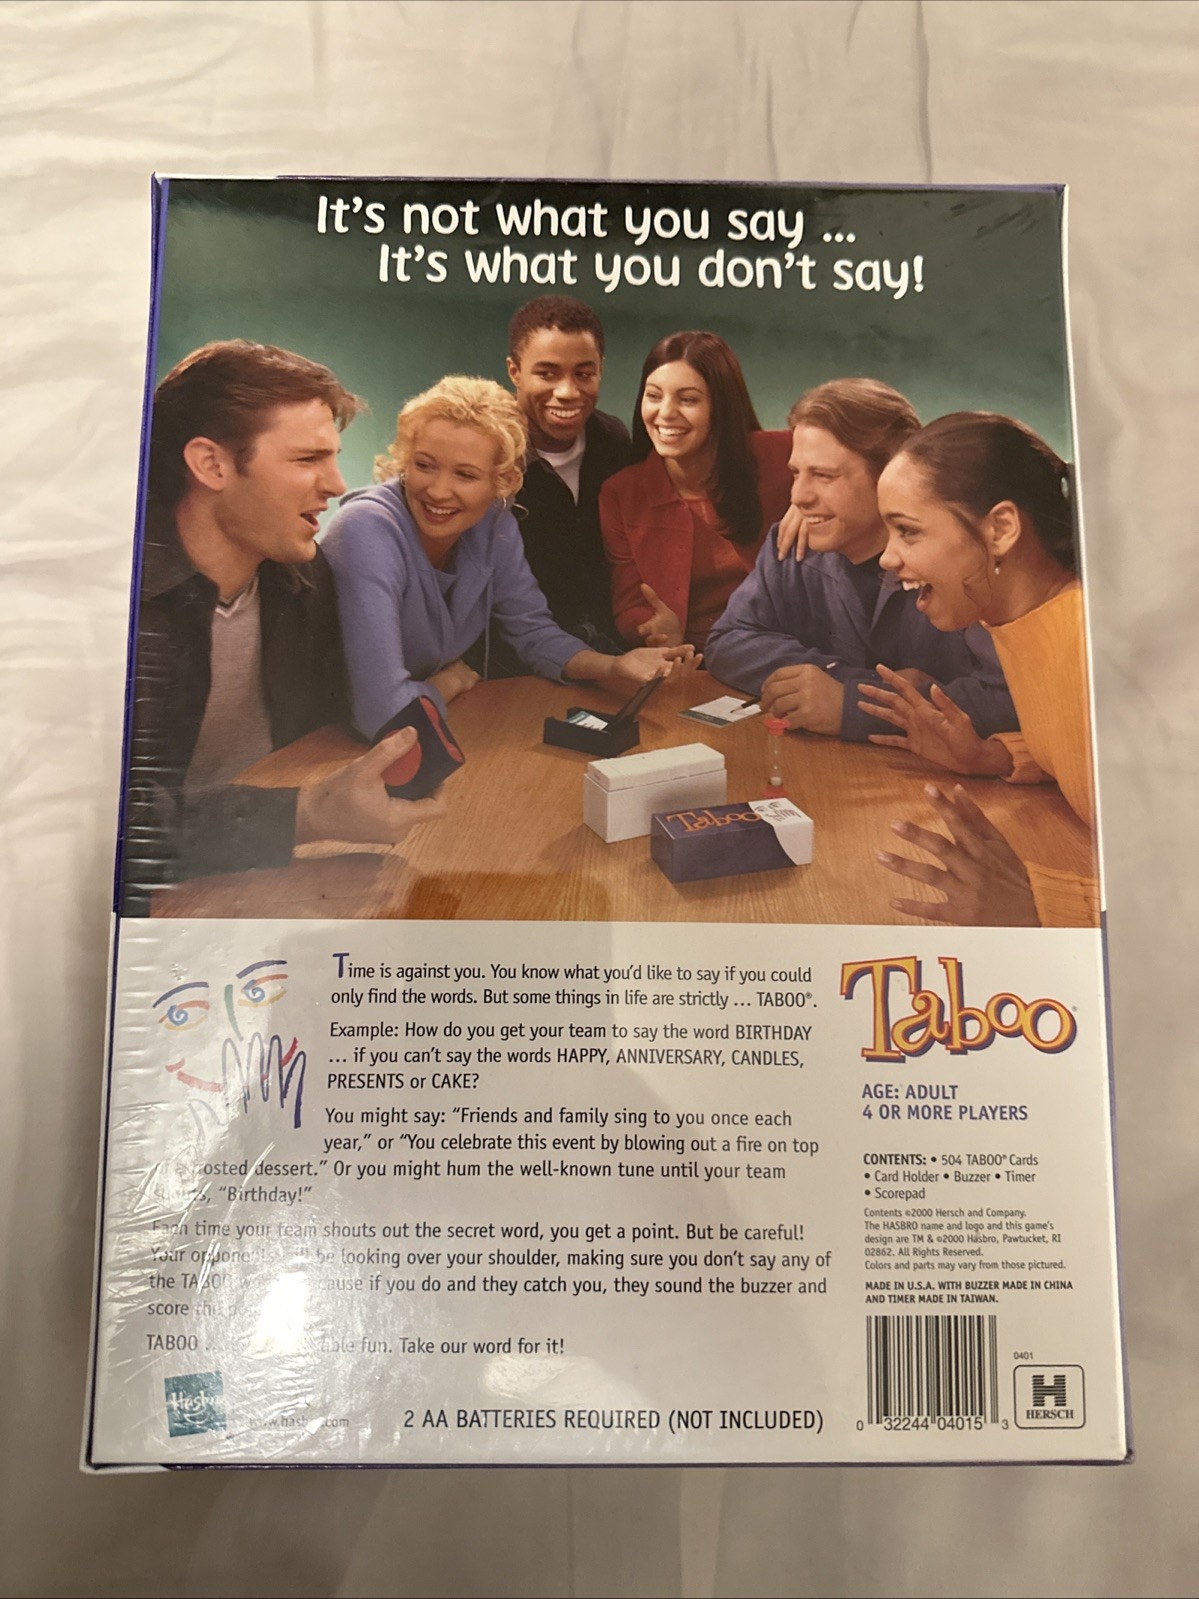 It's not what you say ...
It's what you don't say!
Taboo
Time is against you. You know what you'd like to say if you could
only find the words. But some things in life are strictly ... TABOO®.
Example: How do you get your team to say the word BIRTHDAY
... if you can't say the words HAPPY, ANNIVERSARY, CANDLES,
PRESENTS or CAKE?
You might say: "Friends and family sing to you once each
year," or "You celebrate this event by blowing out a fire on top
dessert." Or you might hum the well-known tune until your team
"Birthday!"
Each time your team shouts out the secret word, you get a point. But be careful!
Your be looking over your shoulder, making sure you don't say any of
the if you do and they catch you, they sound the buzzer and
score
TABOO fun. Take our word for it!
Hasbro
2 AA BATTERIES REQUIRED (NOT INCLUDED)
Taboo®
AGE: ADULT
4 OR MORE PLAYERS
CONTENTS: • 504 TABOO® Cards
• Card Holder • Buzzer • Timer
• Scorepad
Contents ©2000 Hersch and Company.
The HASBRO name and logo and this game's
design are TM & ©2000 Hasbro, Pawtucket, RI
02862. All Rights Reserved.
Colors and parts may vary from those pictured.
MADE IN U.S.A. WITH BUZZER MADE IN CHINA
AND TIMER MADE IN TAIWAN.
0401
0 32244 04015 3
H
HERSCH